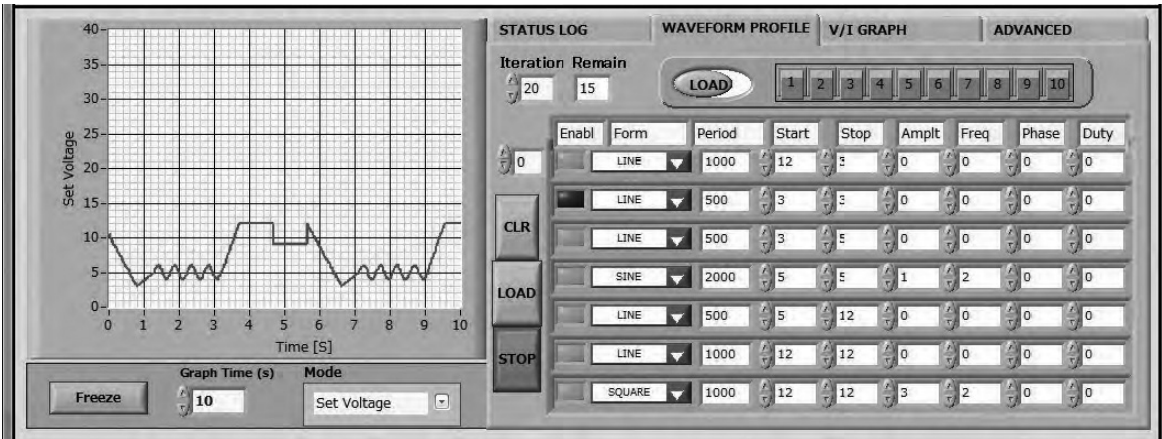 40
35
30
25
20
15
10
5
0
Set Voltage
0 1 2 3 4 5 6 7 8 9 10
Time [S]
Graph Time (s) Mode
Freeze 10 Set Voltage
STATUS LOG WAVEFORM PROFILE V/I GRAPH ADVANCED
Iteration Remain
20 15 LOAD 1 2 3 4 5 6 7 8 9 10
Enabl Form Period Start Stop Amplt Freq Phase Duty
0 LINE 1000 12 3 0 0 0 0
LINE 500 3 3 0 0 0 0
CLR
LINE 500 3 5 0 0 0 0
SINE 2000 5 5 1 2 0 0
LOAD
LINE 500 5 12 0 0 0 0
STOP
LINE 1000 12 12 0 0 0 0
SQUARE 1000 12 12 3 2 0 0